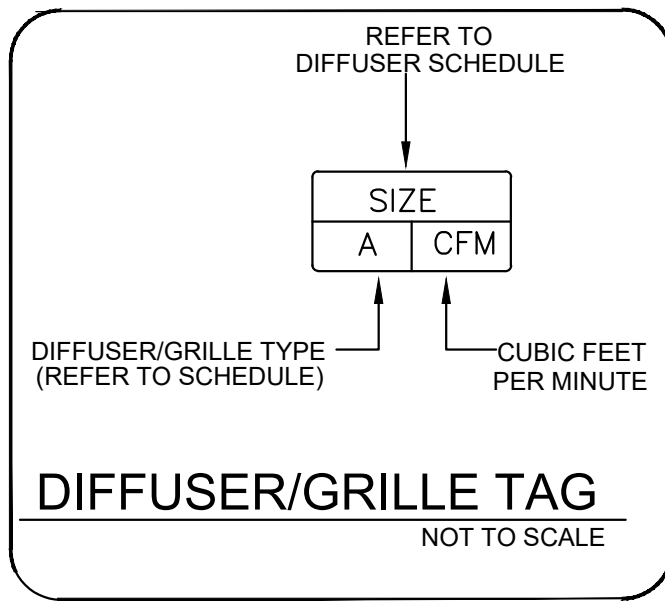 REFER TO
DIFFUSER SCHEDULE
SIZE
A
CFM
DIFFUSER/GRILLE TYPE
(REFER TO SCHEDULE)
CUBIC FEET
PER MINUTE
DIFFUSER/GRILLE TAG
NOT TO SCALE